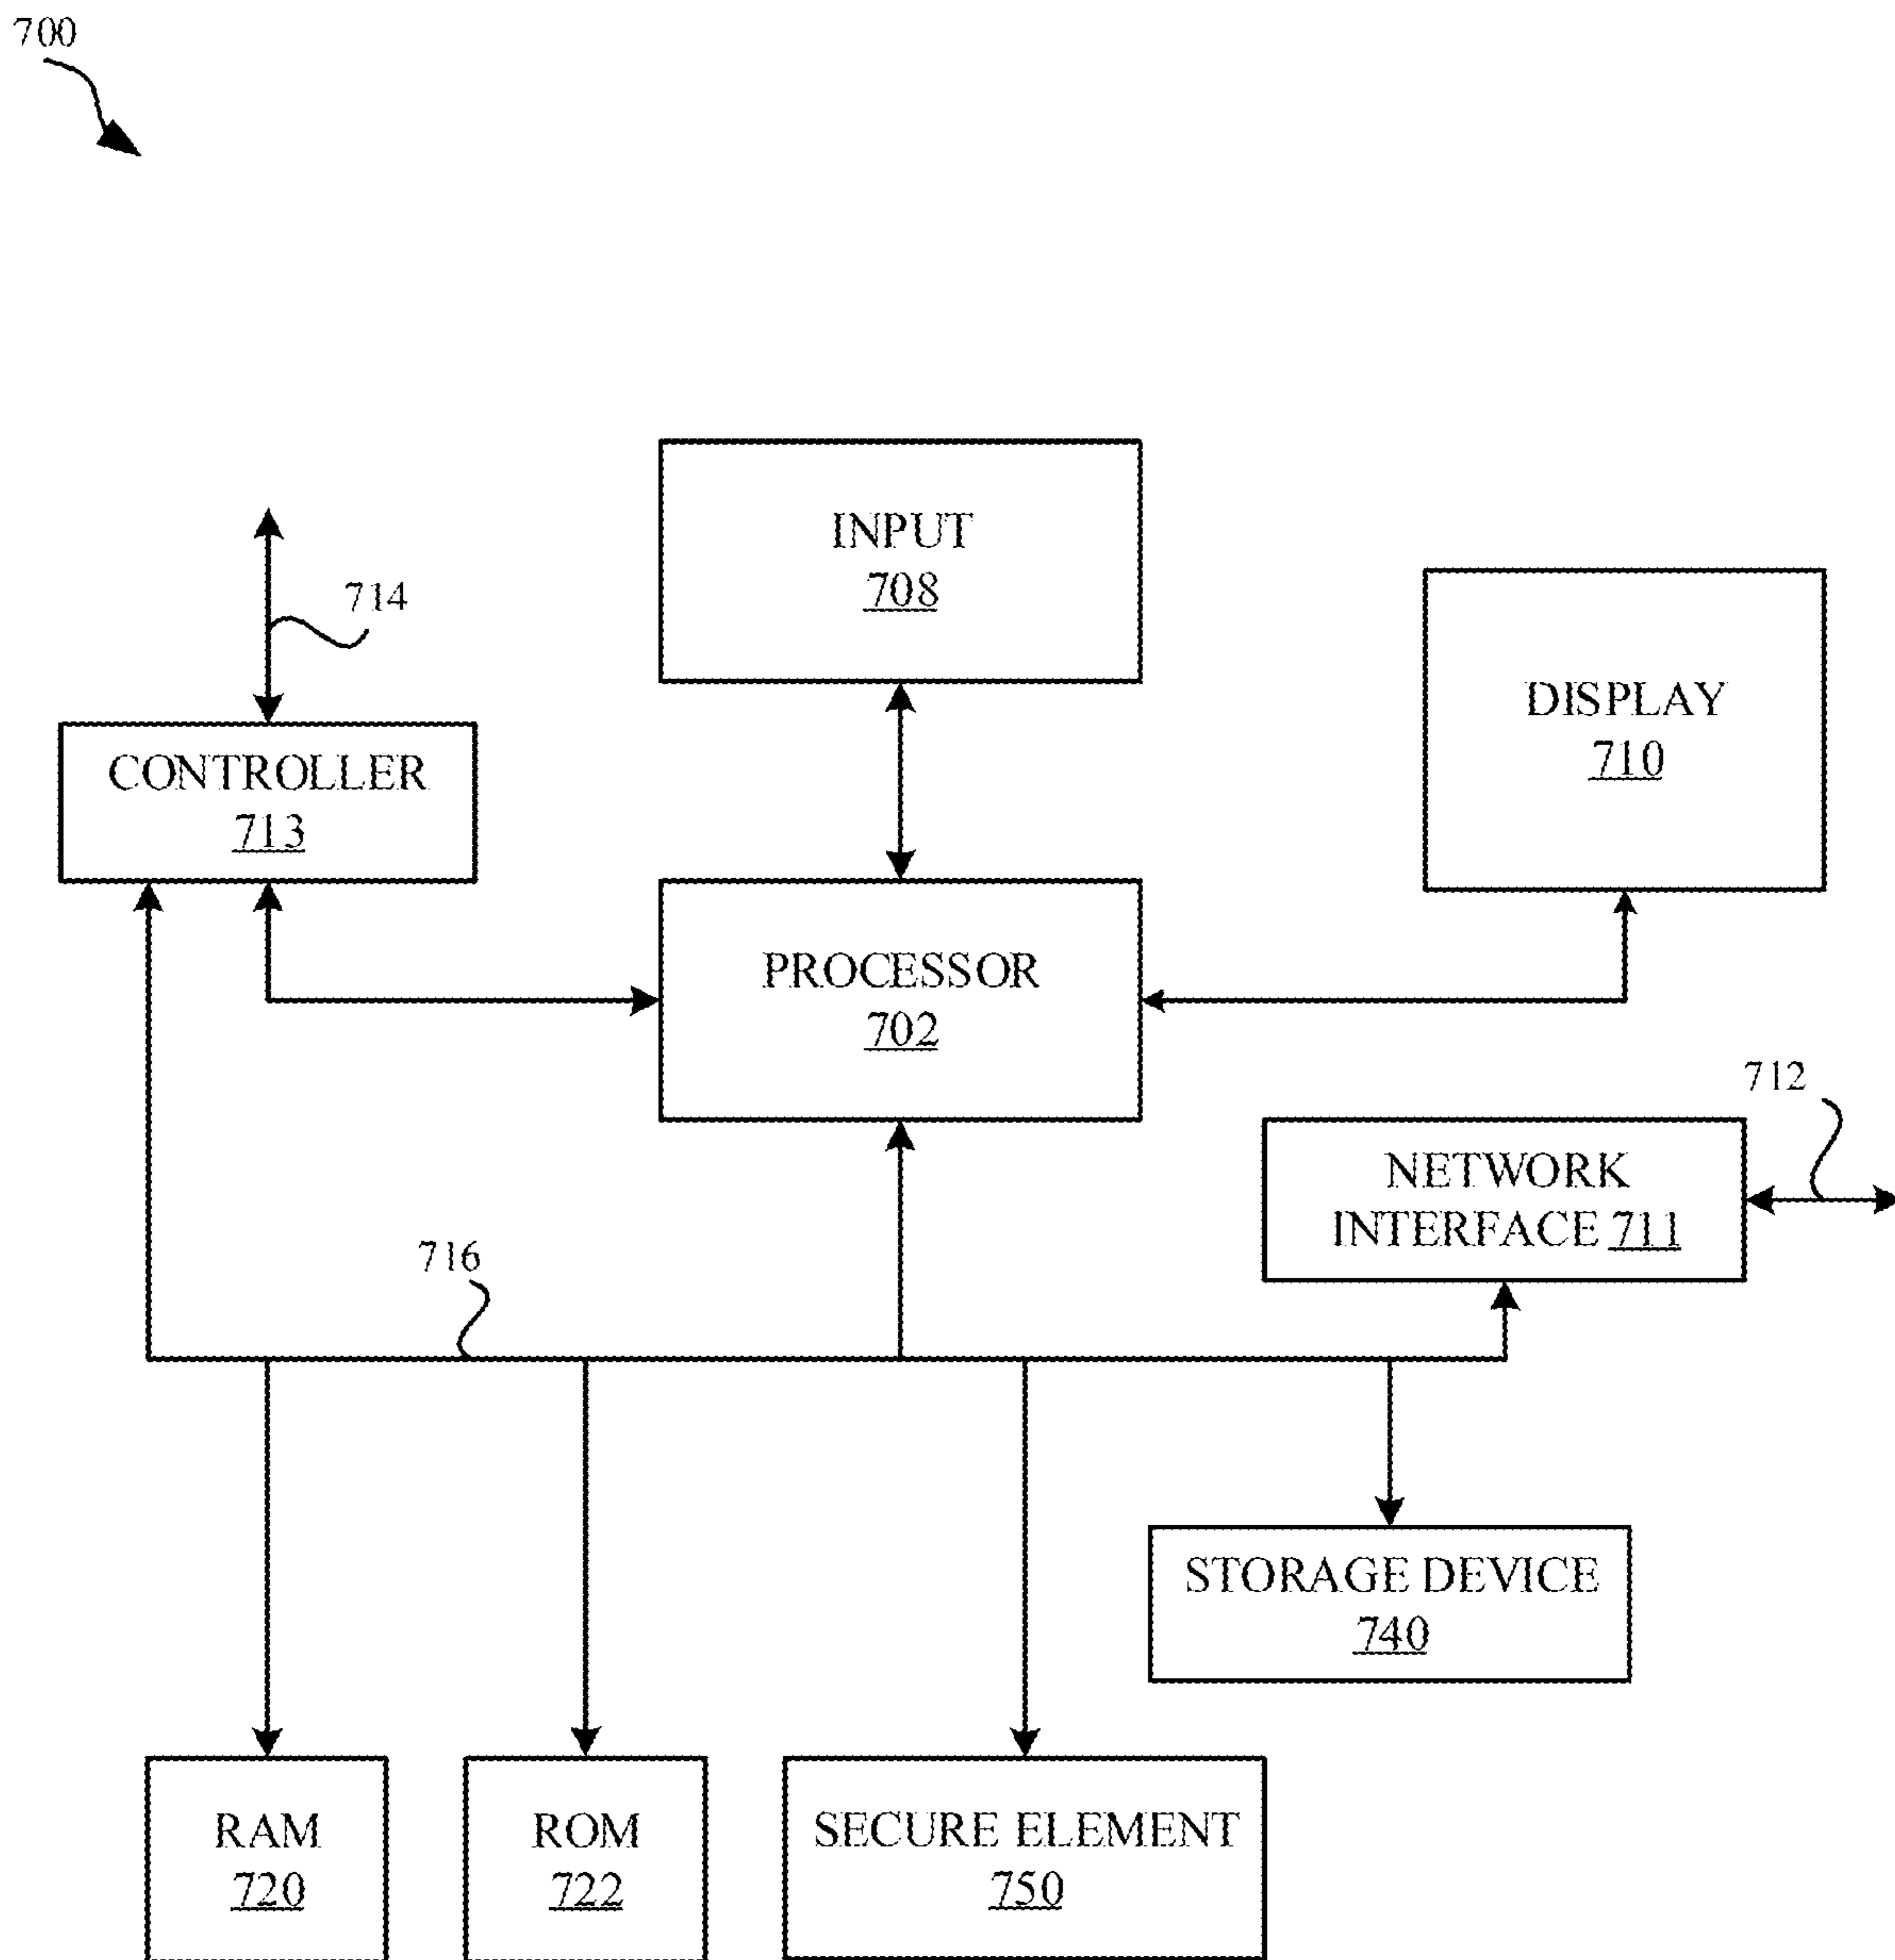 700
INPUT
708
714
DISPLAY
710
CONTROLLER
713
PROCESSOR
702
712
NETWORK
INTERFACE 711
716
STORAGE DEVICE
740
RAM
720
ROM
722
SECURE ELEMENT
750